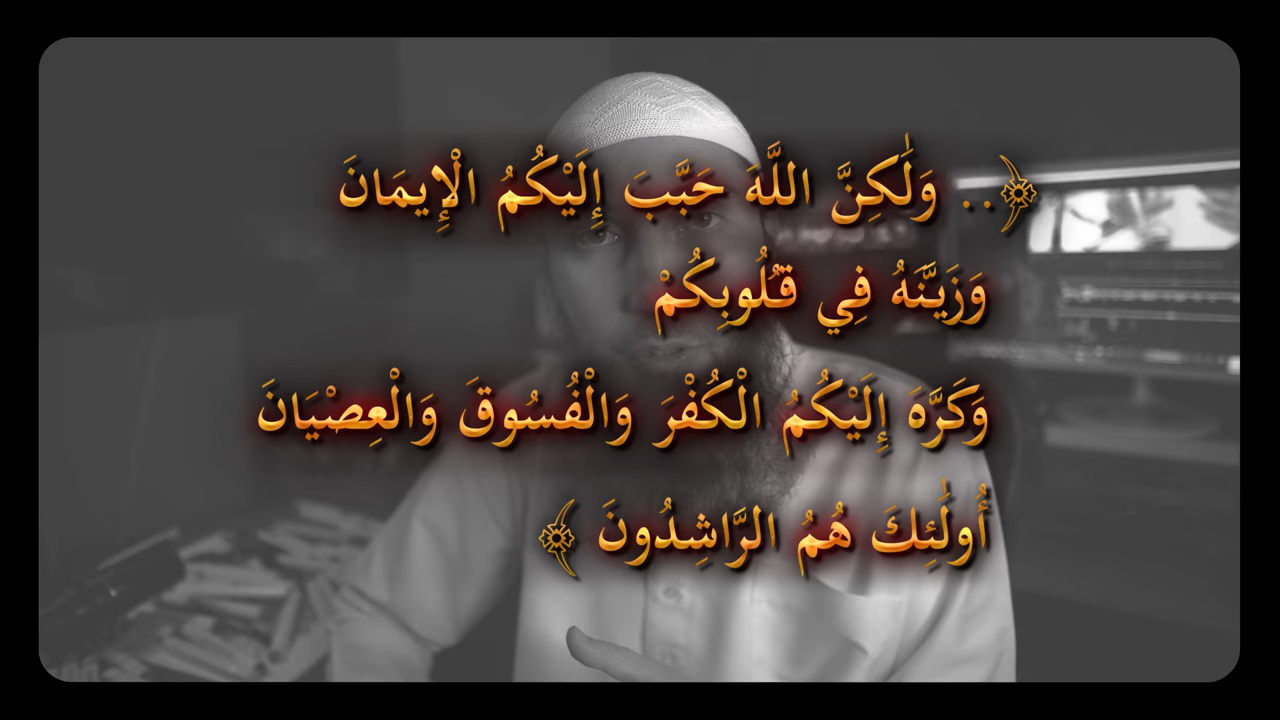 ﴿.. وَلَٰكِنَّ اللَّهَ حَبَّبَ إِلَيْكُمُ الْإِيمَانَ
وَزَيَّنَهُ فِي قُلُوبِكُمْ
وَكَرَّهَ إِلَيْكُمُ الْكُفْرَ وَالْفُسُوقَ وَالْعِصْيَانَ
أُولَٰئِكَ هُمُ الرَّاشِدُونَ ﴾